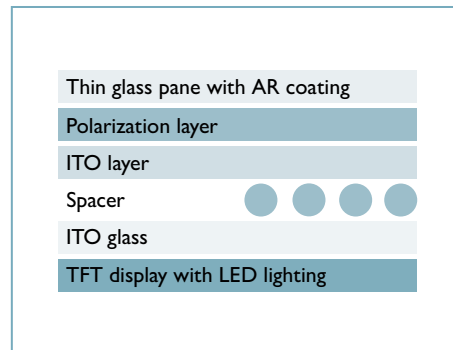 Thin glass pane with AR coating
Polarization layer
ITO layer
Spacer
ITO glass
TFT display with LED lighting